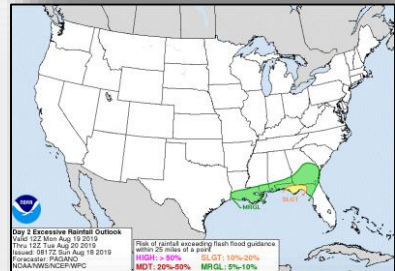 MRGL
SLGT
NOAA
Day 2 Excessive Rainfall Outlook
Valid 12Z Mon Aug 19 2019
Thru 12Z Tue Aug 20 2019
Issued: 0817Z Sun Aug 18 2019
Forecaster: PAGANO
NOAA/NWS/NCEP/WPC
Risk of rainfall exceeding flash flood guidance
within 25 miles of a point
HIGH: > 50% SLGT: 10%-20%
MDT: 20%-50% MRGL: 5%-10%